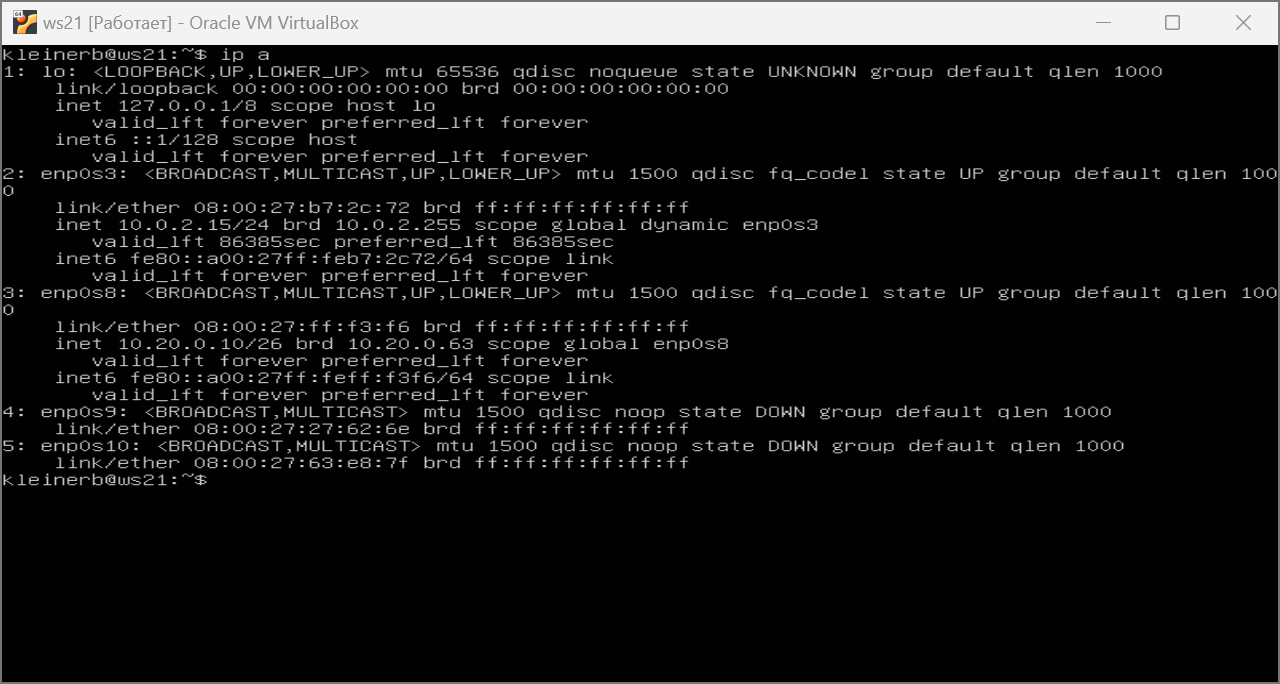 ws21 [Работает] - Oracle VM VirtualBox
kleinerb@ws21:~$ ip a
1: lo: <LOOPBACK,UP,LOWER_UP> mtu 65536 qdisc noqueue state UNKNOWN group default qlen 1000
    link/loopback 00:00:00:00:00:00 brd 00:00:00:00:00:00
    inet 127.0.0.1/8 scope host lo
       valid_lft forever preferred_lft forever
    inet6 ::1/128 scope host
       valid_lft forever preferred_lft forever
2: enp0s3: <BROADCAST,MULTICAST,UP,LOWER_UP> mtu 1500 qdisc fq_codel state UP group default qlen 100
0
    link/ether 08:00:27:b7:2c:72 brd ff:ff:ff:ff:ff:ff
    inet 10.0.2.15/24 brd 10.0.2.255 scope global dynamic enp0s3
       valid_lft 86385sec preferred_lft 86385sec
    inet6 fe80::a00:27ff:feb7:2c72/64 scope link
       valid_lft forever preferred_lft forever
3: enp0s8: <BROADCAST,MULTICAST,UP,LOWER_UP> mtu 1500 qdisc fq_codel state UP group default qlen 100
0
    link/ether 08:00:27:ff:f3:f6 brd ff:ff:ff:ff:ff:ff
    inet 10.20.0.10/26 brd 10.20.0.63 scope global enp0s8
       valid_lft forever preferred_lft forever
    inet6 fe80::a00:27ff:feff:f3f6/64 scope link
       valid_lft forever preferred_lft forever
4: enp0s9: <BROADCAST,MULTICAST> mtu 1500 qdisc noop state DOWN group default qlen 1000
    link/ether 08:00:27:27:62:6e brd ff:ff:ff:ff:ff:ff
5: enp0s10: <BROADCAST,MULTICAST> mtu 1500 qdisc noop state DOWN group default qlen 1000
    link/ether 08:00:27:63:e8:7f brd ff:ff:ff:ff:ff:ff
kleinerb@ws21:~$